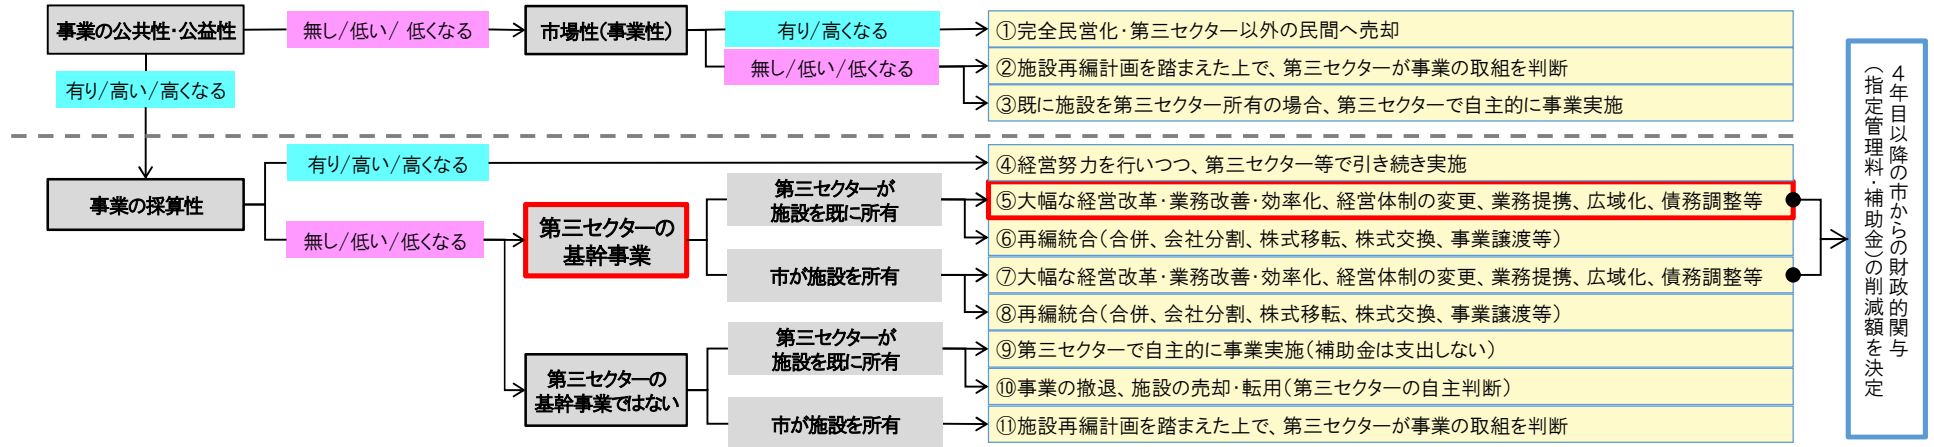 事業の公共性・公益性
無し/低い/ 低くなる
市場性(事業性)
有り/高くなる
①完全民営化・第三セクター以外の民間へ売却
無し/低い/低くなる
②施設再編計画を踏まえた上で、第三セクターが事業の取組を判断
有り/高い/高くなる
③既に施設を第三セクター所有の場合、第三セクターで自主的に事業実施
事業の採算性
有り/高い/高くなる
④経営努力を行いつつ、第三セクター等で引き続き実施
無し/低い/低くなる
第三セクターの
基幹事業
第三セクターが
施設を既に所有
⑤大幅な経営改革・業務改善・効率化、経営体制の変更、業務提携、広域化、債務調整等
⑥再編統合(合併、会社分割、株式移転、株式交換、事業譲渡等)
市が施設を所有
⑦大幅な経営改革・業務改善・効率化、経営体制の変更、業務提携、広域化、債務調整等
⑧再編統合(合併、会社分割、株式移転、株式交換、事業譲渡等)
第三セクターの
基幹事業ではない
第三セクターが
施設を既に所有
⑨第三セクターで自主的に事業実施(補助金は支出しない)
⑩事業の撤退、施設の売却・転用(第三セクターの自主判断)
市が施設を所有
⑪施設再編計画を踏まえた上で、第三セクターが事業の取組を判断
４年目以降の市からの財政的関与
(指定管理料・補助金)の削減額を決定